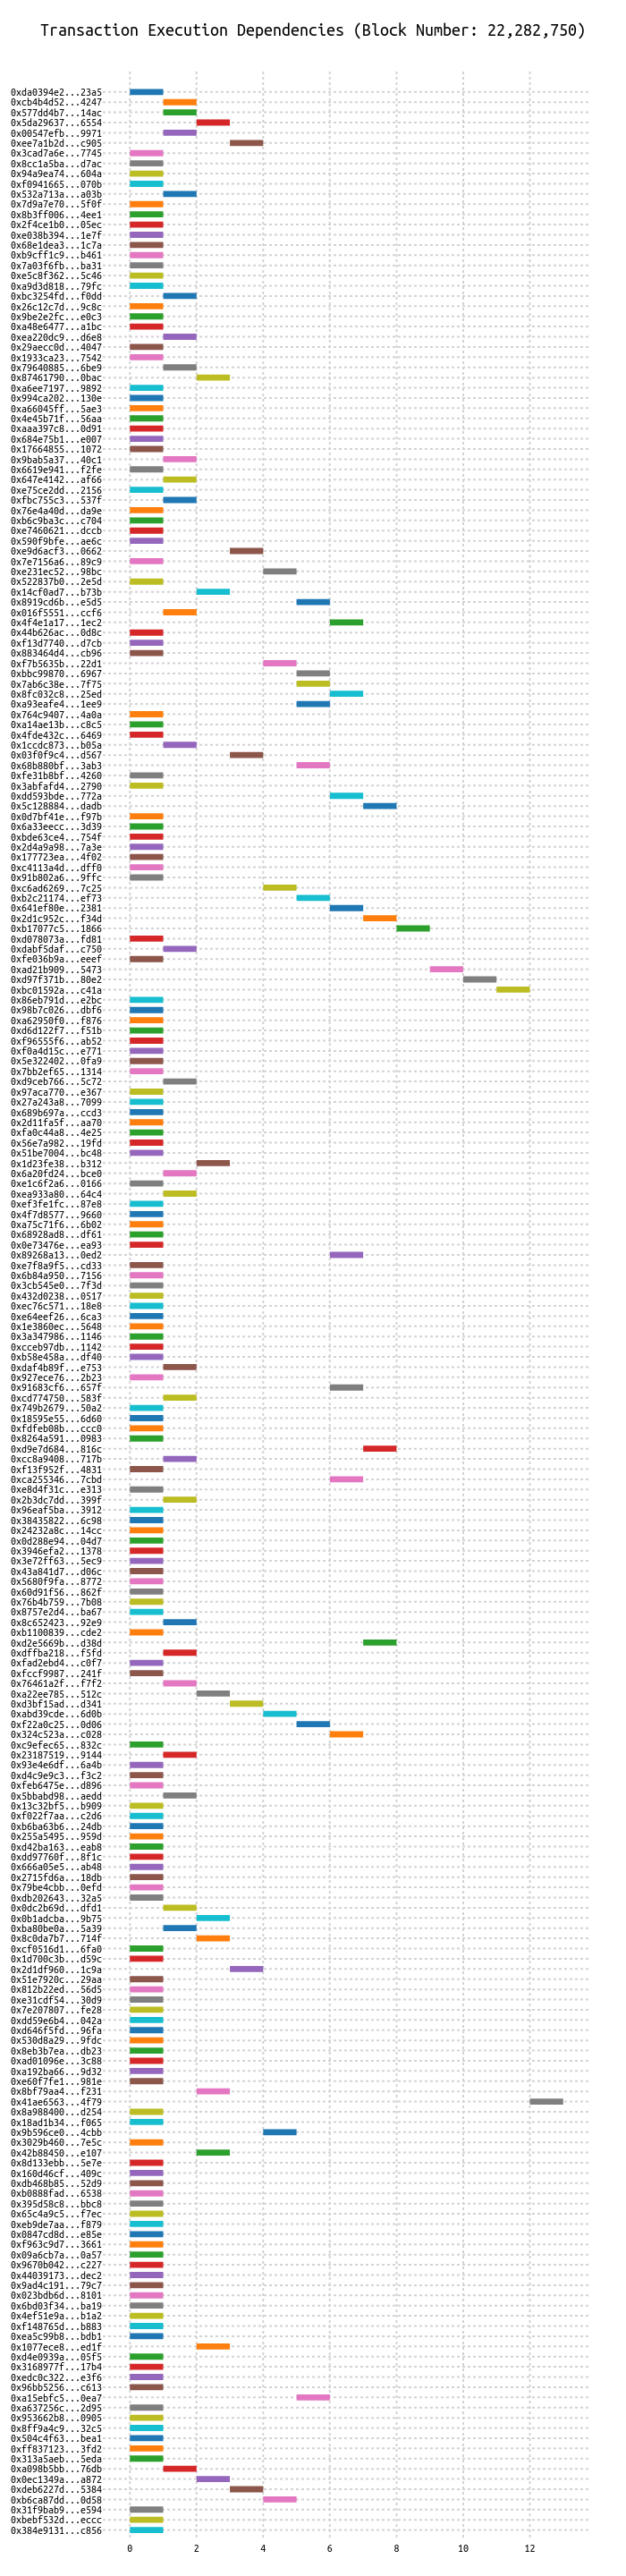 Transaction Execution Dependencies (Block Number: 22,282,750)
0xda0394e2...23a5
0xcb4b4d52...4247
0x577dd4b7...14ac
0x5da29637...6554
0x00547efb...9971
0xee7a1b2d...c905
0x3cad7a6e...7745
0x8cc1a5ba...d7ac
0x94a9ea74...604a
0xf0941665...070b
0x532a713a...a03b
0x7d9a7e70...5f0f
0x8b3ff006...4ee1
0x2f4ce1b0...05ec
0xe038b394...1e7f
0x68e1dea3...1c7a
0xb9cff1c9...b461
0x7a03f6fb...ba31
0xe5c8f362...5c46
0xa9d3d818...79fc
0xbc3254fd...f0dd
0x26c12c7d...9c8c
0x9be2e2fc...e0c3
0xa48e6477...a1bc
0xea220dc9...d6e8
0x29aecc0d...4047
0x1933ca23...7542
0x79640885...6be9
0x87461790...0bac
0xa6ee7197...9892
0x994ca202...130e
0xa66045ff...5ae3
0x4e45b71f...56aa
0xaaa397c8...0d91
0x684e75b1...e007
0x17664855...1072
0x9bab5a37...40c1
0x6619e941...f2fe
0x647e4142...af66
0xe75ce2dd...2156
0xfbc755c3...537f
0x76e4a40d...da9e
0xb6c9ba3c...c704
0xe7460621...dccb
0x590f9bfe...ae6c
0xe9d6acf3...0662
0x7e7156a6...89c9
0xe231ec52...98bc
0x522837b0...2e5d
0x14cf0ad7...b73b
0x8919cd6b...e5d5
0x016f5551...ccf6
0x4f4e1a17...1ec2
0x44b626ac...0d8c
0xf13d7740...d7cb
0x883464d4...cb96
0xf7b5635b...22d1
0xbbc99870...6967
0x7ab6c38e...7f75
0x8fc032c8...25ed
0xa93eafe4...1ee9
0x764c9407...4a0a
0xa14ae13b...c8c5
0x4fde432c...6469
0x1ccdc873...b05a
0x03f0f9c4...d567
0x68b880bf...3ab3
0xfe31b8bf...4260
0x3abfafd4...2790
0xdd593bde...772a
0x5c128884...dadb
0x0d7bf41e...f97b
0x6a33eecc...3d39
0xbde63ce4...754f
0x2d4a9a98...7a3e
0x177723ea...4f02
0xc4113a4d...dff0
0x91b802a6...9ffc
0xc6ad6269...7c25
0xb2c21174...ef73
0x641ef80e...2381
0x2d1c952c...f34d
0xb17077c5...1866
0xd078073a...fd81
0xdabf5daf...c750
0xfe036b9a...eeef
0xad21b909...5473
0xd97f371b...80e2
0xbc01592a...c41a
0x86eb791d...e2bc
0x98b7c026...dbf6
0xa62950f0...f876
0xd6d122f7...f51b
0xf96555f6...ab52
0xf0a4d15c...e771
0x5e322402...0fa9
0x7bb2ef65...1314
0xd9ceb766...5c72
0x97aca770...e367
0x27a243a8...7099
0x689b697a...ccd3
0x2d11fa5f...aa70
0xfa0c44a8...4e25
0x56e7a982...19fd
0x51be7004...bc48
0x1d23fe38...b312
0x6a20fd24...bce0
0xe1c6f2a6...0166
0xea933a80...64c4
0xef3fe1fc...87e8
0x4f7d8577...9660
0xa75c71f6...6b02
0x68928ad8...df61
0x0e73476e...ea93
0x89268a13...0ed2
0xe7f8a9f5...cd33
0x6b84a950...7156
0x3cb545e0...7f3d
0x432d0238...0517
0xec76c571...18e8
0xe64eef26...6ca3
0x1e3860ec...5648
0x3a347986...1146
0xcceb97db...1142
0xb58e458a...df40
0xdaf4b89f...e753
0x927ece76...2b23
0x91683cf6...657f
0xcd774750...583f
0x749b2679...50a2
0x18595e55...6d60
0xfdfeb08b...ccc0
0x8264a591...0983
0xd9e7d684...816c
0xcc8a9408...717b
0xf13f952f...4831
0xca255346...7cbd
0xe8d4f31c...e313
0x2b3dc7dd...399f
0x96eaf5ba...3912
0x38435822...6c98
0x24232a8c...14cc
0x0d288e94...04d7
0x3946efa2...1378
0x3e72ff63...5ec9
0x43a841d7...d06c
0x5680f9fa...8772
0x60d91f56...862f
0x76b4b759...7b08
0x8757e2d4...ba67
0x8c652423...92e9
0xb1100839...cde2
0xd2e5669b...d38d
0xdffba218...f5fd
0xfad2ebd4...c0f7
0xfccf9987...241f
0x76461a2f...f7f2
0xa22ee785...512c
0xd3bf15ad...d341
0xabd39cde...6d0b
0xf22a0c25...0d06
0x324c523a...c028
0xc9efec65...832c
0x23187519...9144
0x93e4e6df...6a4b
0xd4c9e9c3...f3c2
0xfeb6475e...d896
0x5bbabd98...aedd
0x13c32bf5...b909
0xf022f7aa...c2d6
0xb6ba63b6...24db
0x255a5495...959d
0xd42ba163...eab8
0xdd97760f...8f1c
0x666a05e5...ab48
0x2715fd6a...18db
0x79be4cbb...0efd
0xdb202643...32a5
0x0dc2b69d...dfd1
0x0b1adcba...9b75
0xba80be0a...5a39
0x8c0da7b7...714f
0xcf0516d1...6fa0
0x1d700c3b...d59c
0x2d1df960...1c9a
0x51e7920c...29aa
0x812b22ed...56d5
0xe31cdf54...30d9
0x7e207807...fe28
0xdd59e6b4...042a
0xd646f5fd...96fa
0x530d8a29...9fdc
0x8eb3b7ea...db23
0xad01096e...3c88
0xa192ba66...9d32
0xe60f7fe1...981e
0x8bf79aa4...f231
0x41ae6563...4f79
0x8a988400...d254
0x18ad1b34...f065
0x9b596ce0...4cbb
0x3029b460...7e5c
0x42b88450...e107
0x8d133ebb...5e7e
0x160d46cf...409c
0xdb468b85...52d9
0xb0888fad...6538
0x395d58c8...bbc8
0x65c4a9c5...f7ec
0xeb9de7aa...f879
0x0847cd8d...e85e
0xf963c9d7...3661
0x09a6cb7a...0a57
0x9670b042...c227
0x44039173...dec2
0x9ad4c191...79c7
0x023bdb6d...8101
0x6bd03f34...ba19
0x4ef51e9a...b1a2
0xf148765d...b883
0xea5c99b8...bdb1
0x1077ece8...ed1f
0xd4e0939a...05f5
0x3168977f...17b4
0xedc0c322...e3f6
0x96bb5256...c613
0xa15ebfc5...0ea7
0xa637256c...2d95
0x953662b8...0905
0x8ff9a4c9...32c5
0x504c4f63...bea1
0xff837123...3fd2
0x313a5aeb...5eda
0xa098b5bb...76db
0x0ec1349a...a872
0xdeb6227d...5384
0xb6ca87dd...0d58
0x31f9bab9...e594
0xbebf532d...eccc
0x384e9131...c856
0 2 4 6 8 10 12